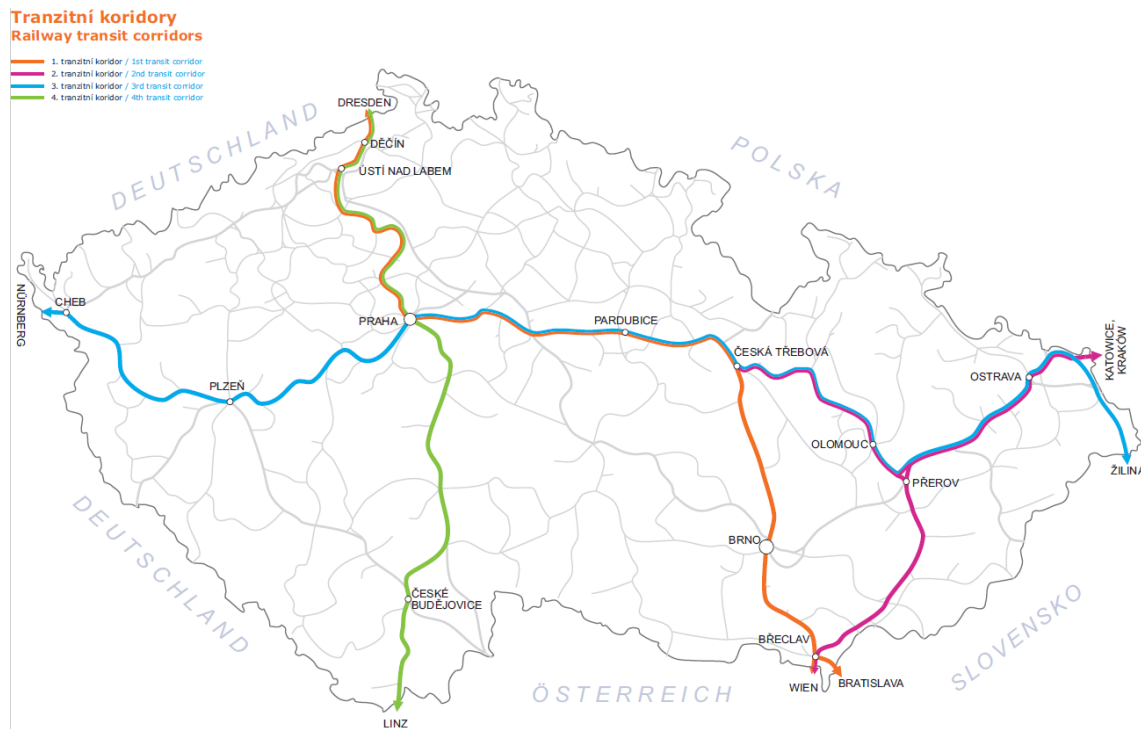 Tranzitní koridory
Railway transit corridors
1. tranzitní koridor / 1st transit corridor
2. tranzitní koridor / 2nd transit corridor
3. tranzitní koridor / 3rd transit corridor
4. tranzitní koridor / 4th transit corridor
DRESDEN
DEUTSCHLAND
DĚČÍN
POLSKA
ÚSTÍ NAD LABEM
NÜRNBERG
CHEB
PRAHA
PARDUBICE
ČESKÁ TŘEBOVÁ
KATOWICE,
KRAKÓW
OSTRAVA
PLZEŇ
OLOMOUC
ŽILINA
PŘEROV
DEUTSCHLAND
BRNO
ČESKÉ
BUDĚJOVICE
SLOVENSKO
BŘECLAV
WIEN
BRATISLAVA
ÖSTERREICH
LINZ